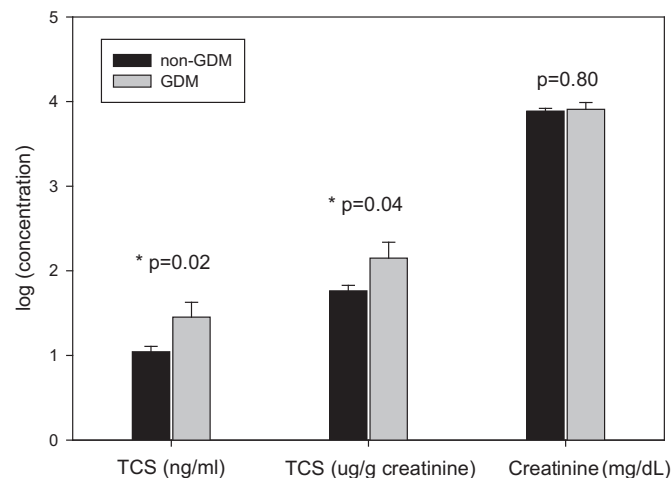 5
4
3
2
1
0
log (concentration)
non-GDM
GDM
* p=0.02
* p=0.04
p=0.80
TCS (ng/ml)
TCS (ug/g creatinine)
Creatinine (mg/dL)